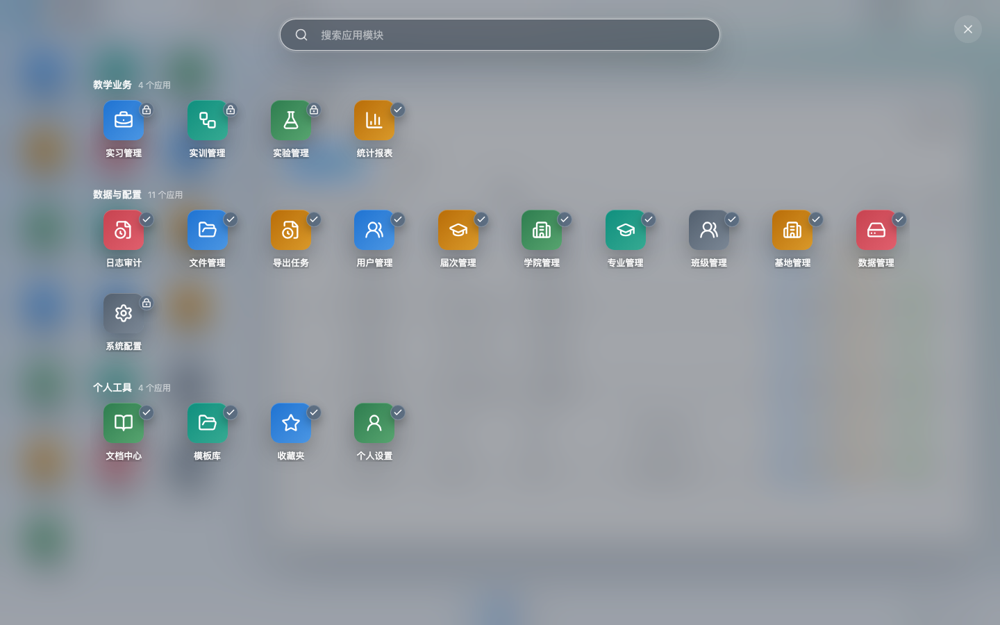 搜索应用模块
教学业务 4 个应用
实习管理 实训管理 实验管理 统计报表
数据与配置 11 个应用
日志审计 文件管理 导出任务 用户管理 届次管理 学院管理 专业管理 班级管理 基地管理 数据管理
系统配置
个人工具 4 个应用
文档中心 模板库 收藏夹 个人设置